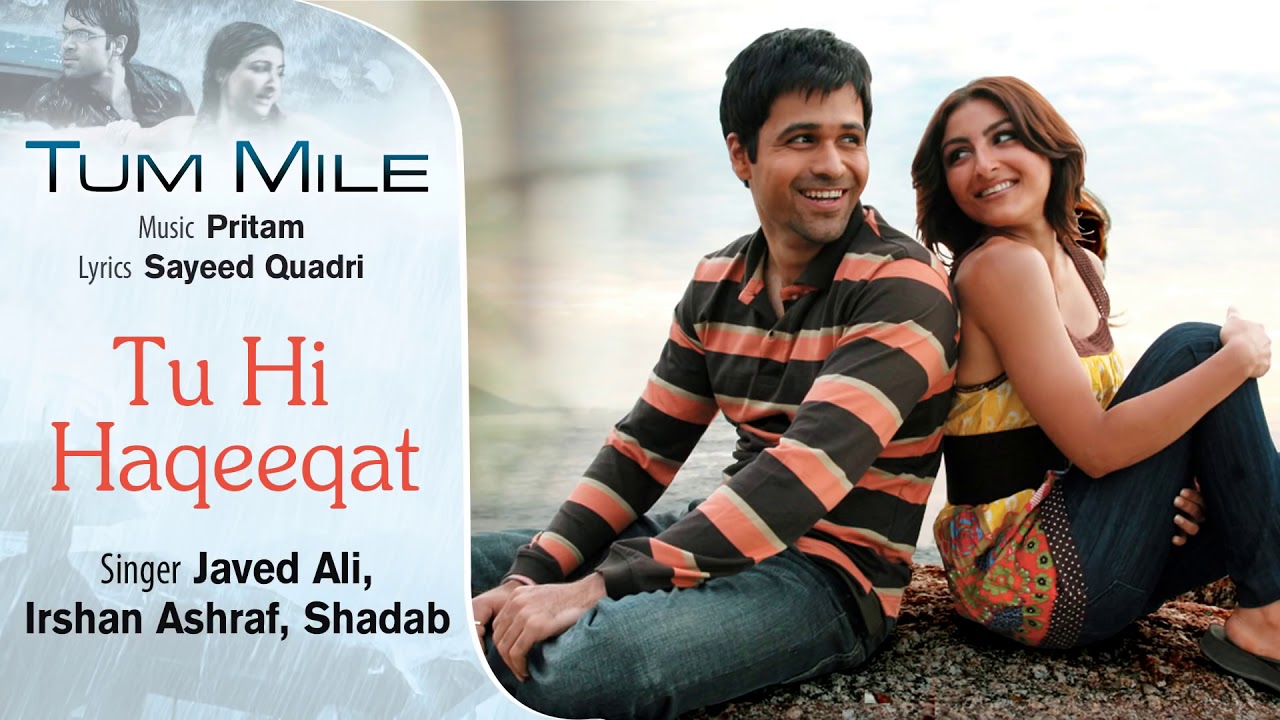 TUM MILE
Music Pritam
Lyrics Sayeed Quadri
Tu Hi
Haqeeqat
Singer Javed Ali,
Irshan Ashraf, Shadab